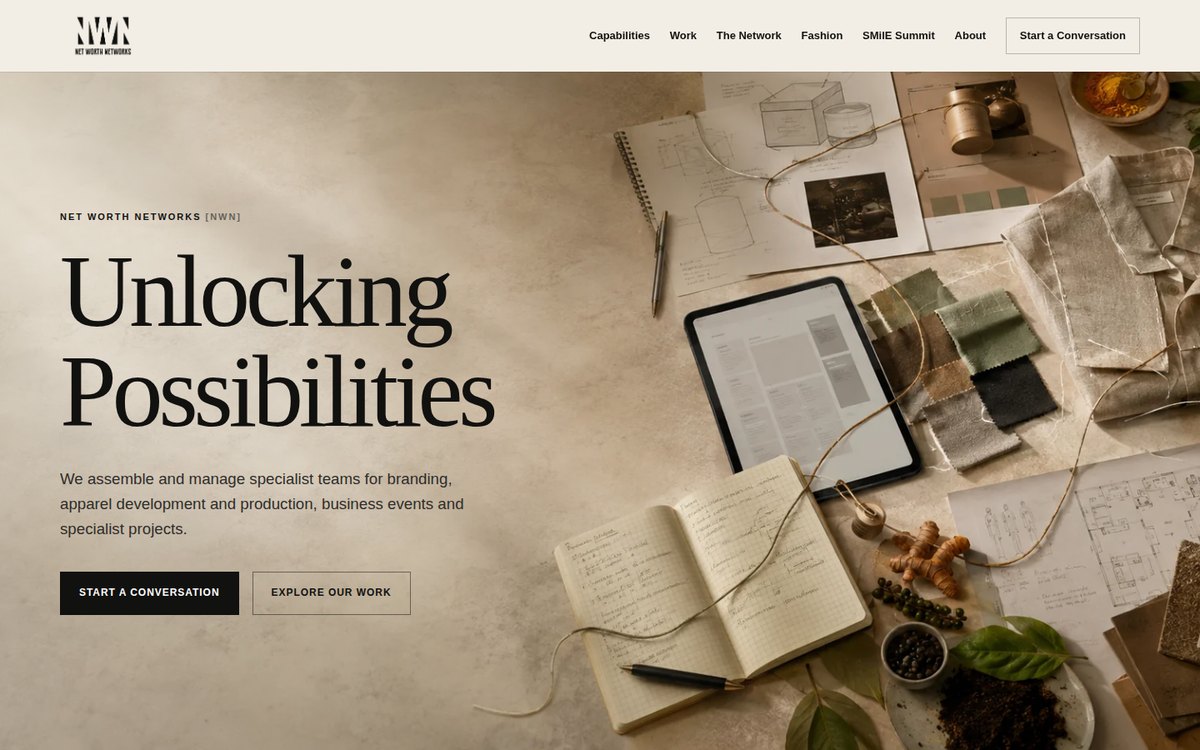 NWN
NET WORTH NETWORKS
Capabilities
Work
The Network
Fashion
SMiIE Summit
About
Start a Conversation
NET WORTH NETWORKS [NWN]
Unlocking
Possibilities
We assemble and manage specialist teams for branding,
apparel development and production, business events and
specialist projects.
START A CONVERSATION
EXPLORE OUR WORK